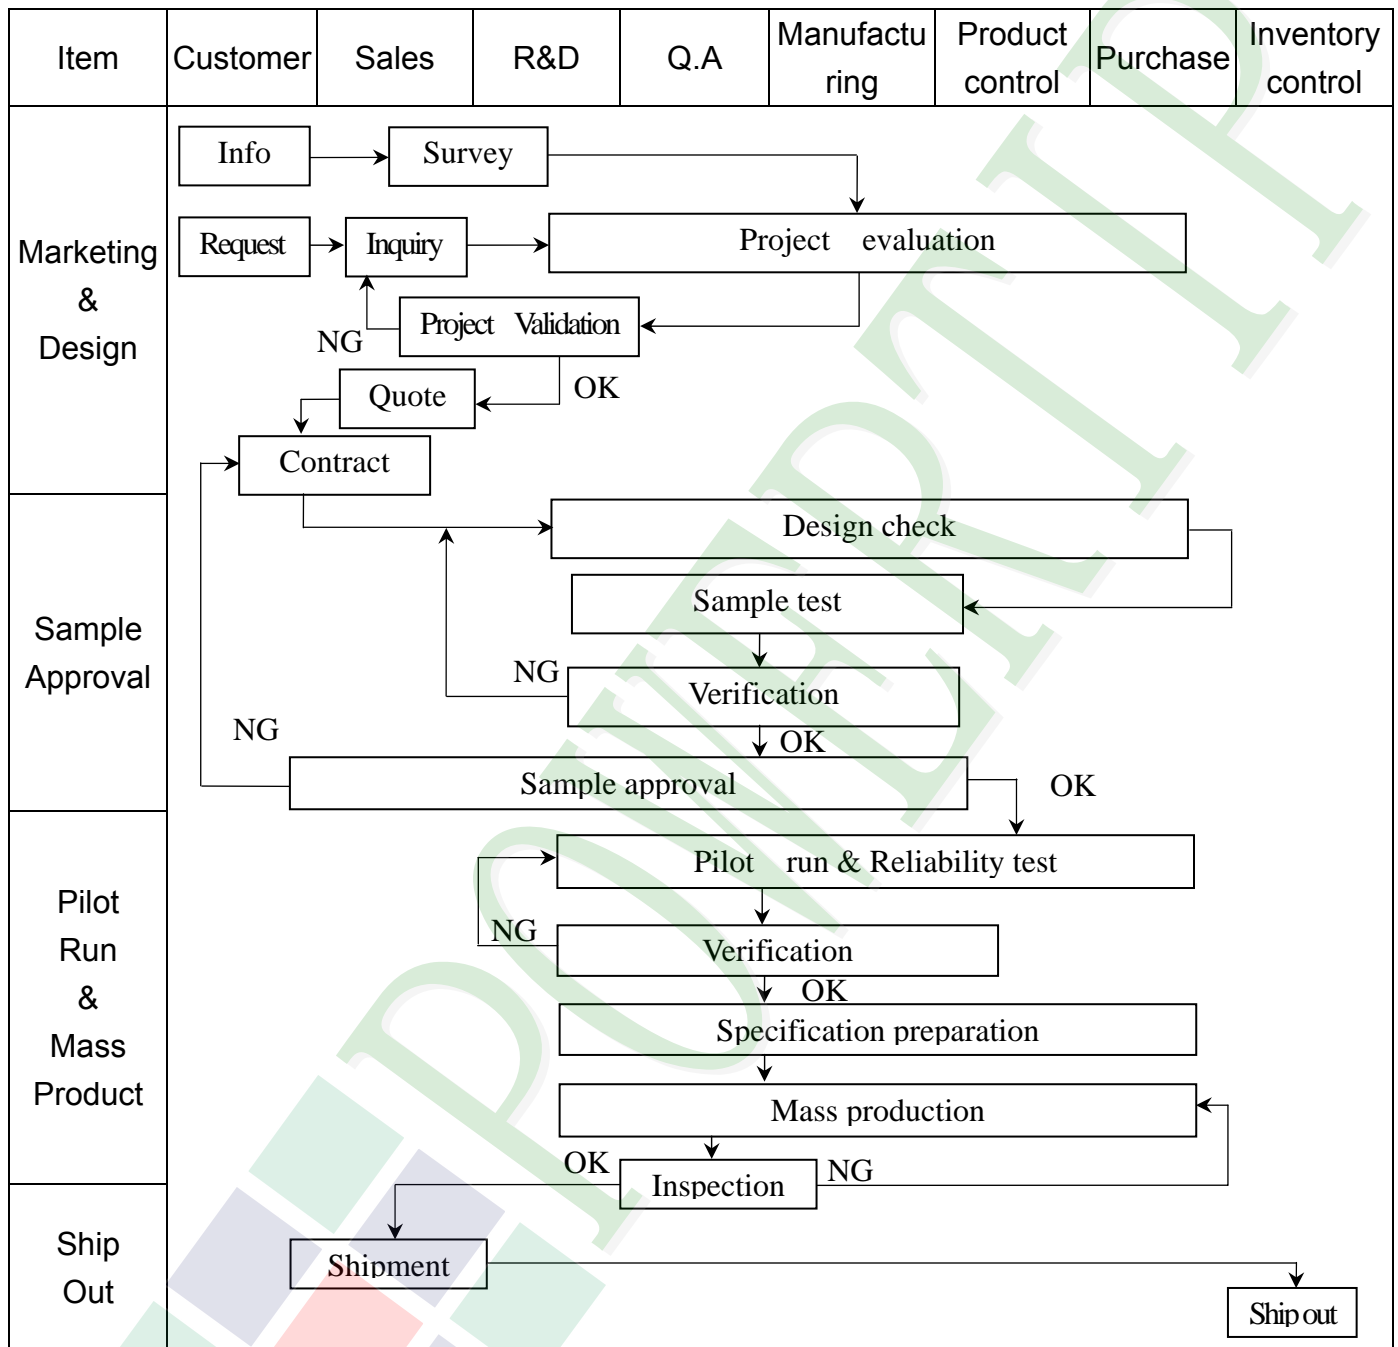 Item
Customer
Sales
R&D
Q.A
Manufactu
ring
Product
control
Purchase
Inventory
control
Marketing
&
Design
Info
Survey
Request
Inquiry
Project evaluation
NG
Project Validation
OK
Quote
Contract
Sample
Approval
Design check
Sample test
NG
Verification
NG
OK
Sample approval
OK
Pilot
Run
&
Mass
Product
Pilot run & Reliability test
NG
Verification
OK
Specification preparation
Mass production
OK
Inspection
NG
Ship
Out
Shipment
Ship out
POWERTIP